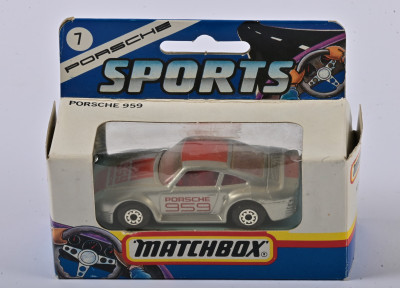 7
PORSCHE
SPORTS
PORSCHE 959
PORSCHE
959
MATCHBOX